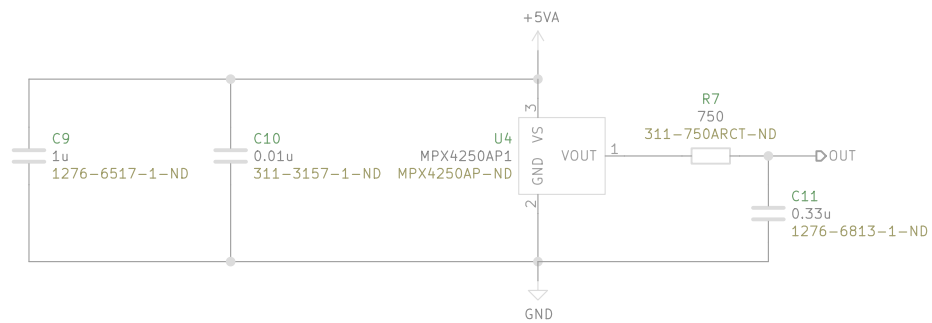 +5VA
C9
1u
1276-6517-1-ND
C10
0.01u
311-3157-1-ND
U4
MPX4250AP1
MPX4250AP-ND
3
VS
GND
2
VOUT
1
R7
750
311-750ARCT-ND
OUT
C11
0.33u
1276-6813-1-ND
GND